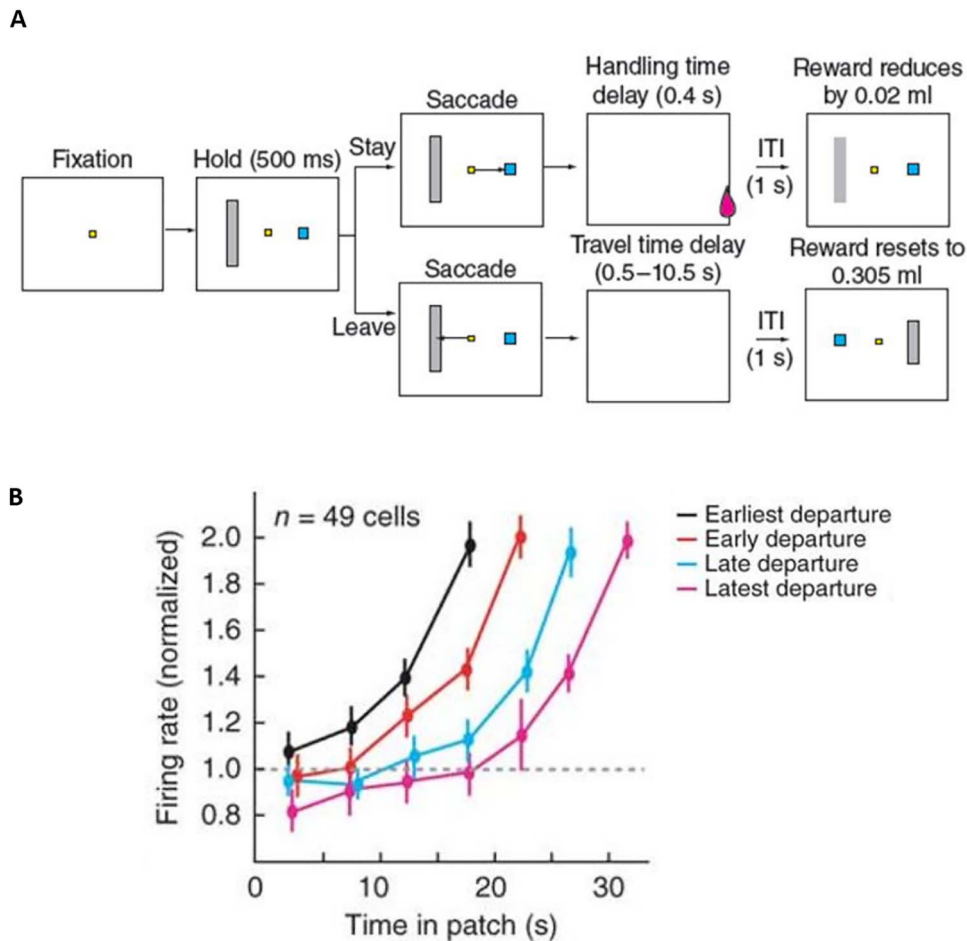 A
Fixation
Hold (500 ms)
Stay
Leave
Saccade
Handling time
delay (0.4 s)
ITI
(1 s)
Reward reduces
by 0.02 ml
Saccade
Travel time delay
(0.5–10.5 s)
ITI
(1 s)
Reward resets to
0.305 ml
B
n = 49 cells
Earliest departure
Early departure
Late departure
Latest departure
Firing rate (normalized)
2.0
1.8
1.6
1.4
1.2
1.0
0.8
0 10 20 30
Time in patch (s)